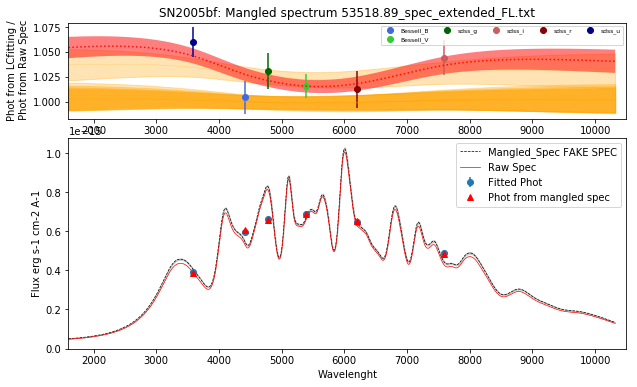 SN2005bf: Mangled spectrum 53518.89_spec_extended_FL.txt
Phot from LCfitting /
Phot from Raw Spec
1.075
1.050
1.025
1.000
Bessell_B
Bessell_V
sdss_g
sdss_i
sdss_r
sdss_u
2000 3000 4000 5000 6000 7000 8000 9000 10000
Flux erg s-1 cm-2 A-1
1.0
0.8
0.6
0.4
0.2
0.0
Mangled_Spec FAKE SPEC
Raw Spec
Fitted Phot
Phot from mangled spec
2000 3000 4000 5000 6000 7000 8000 9000 10000
Wavelenght